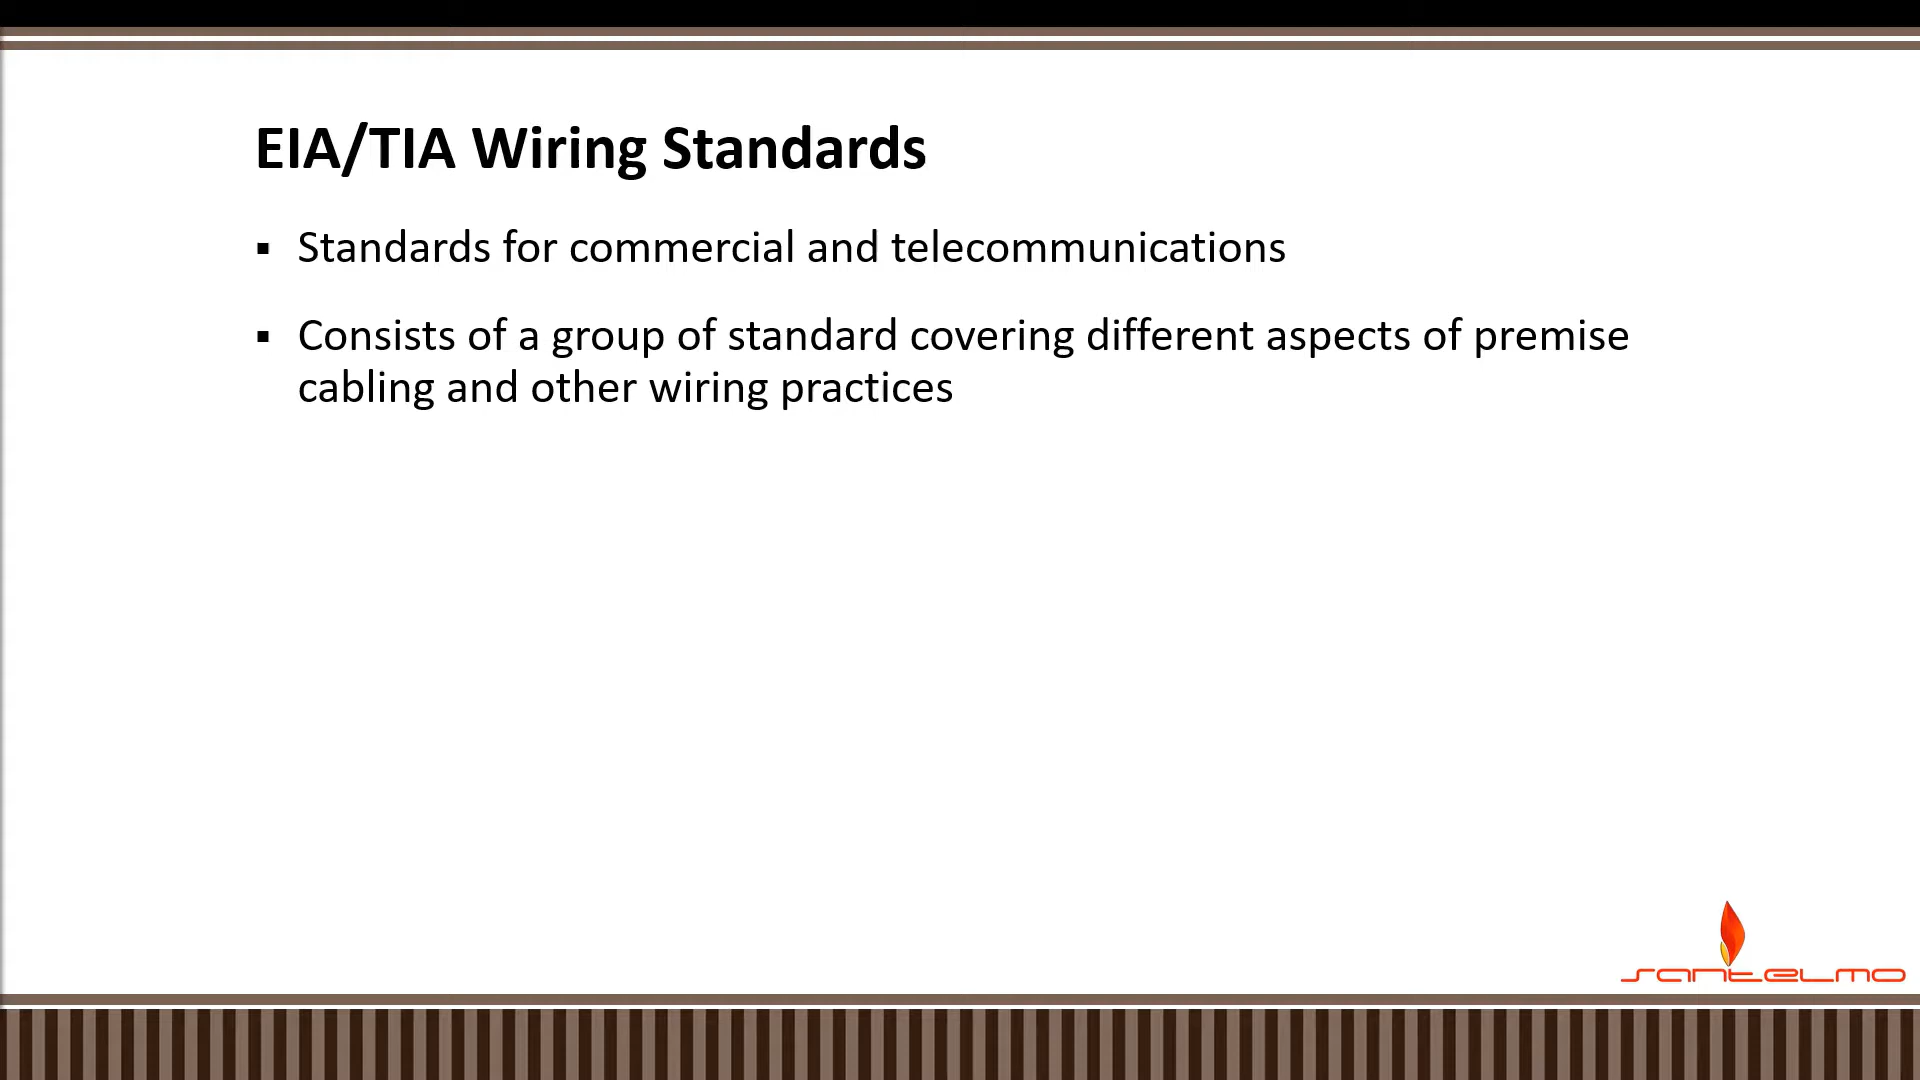 EIA/TIA Wiring Standards
▪ Standards for commercial and telecommunications
▪ Consists of a group of standard covering different aspects of premise
cabling and other wiring practices
santelmo